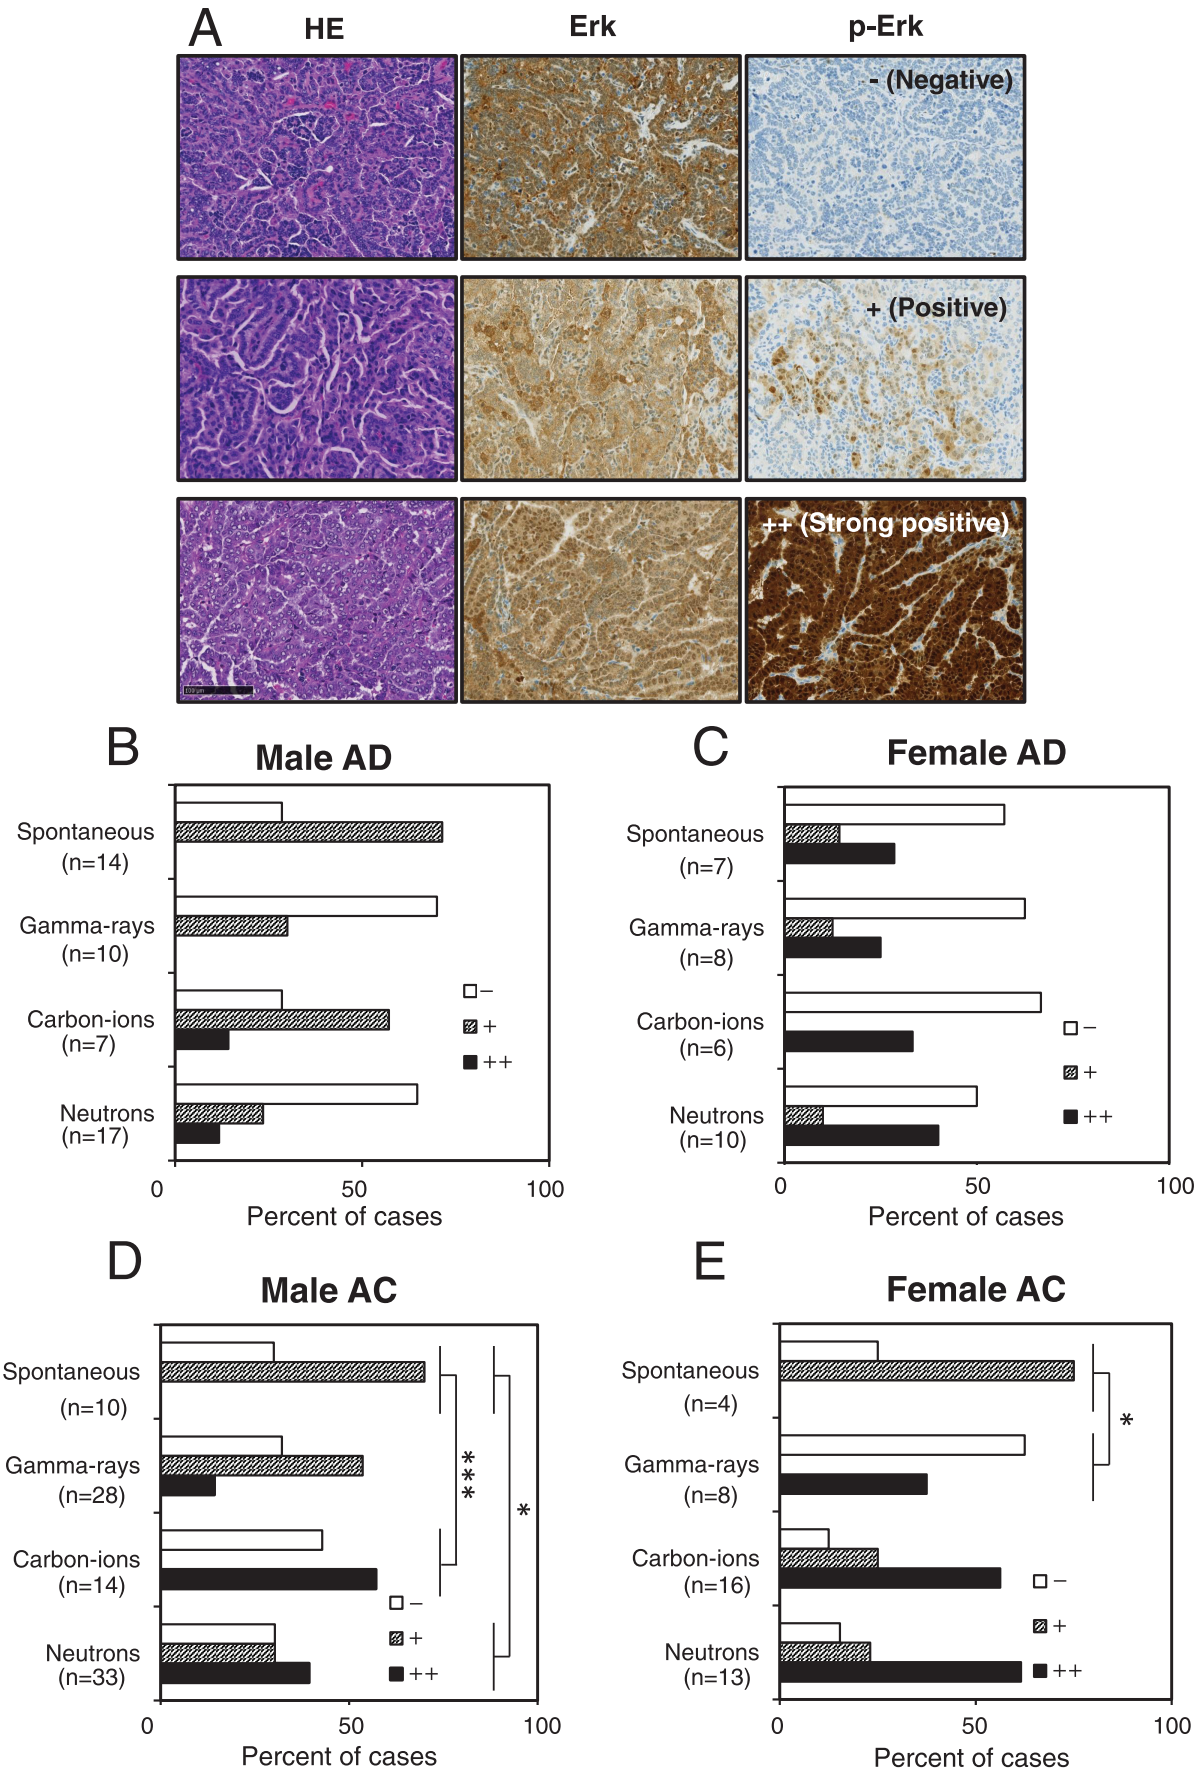 A
HE
Erk
p-Erk
- (Negative)
+ (Positive)
++ (Strong positive)
100 μm
B
Male AD
Spontaneous
(n=14)
Gamma-rays
(n=10)
Carbon-ions
(n=7)
Neutrons
(n=17)
−
+
++
0
50
100
Percent of cases
C
Female AD
Spontaneous
(n=7)
Gamma-rays
(n=8)
Carbon-ions
(n=6)
Neutrons
(n=10)
−
+
++
0
50
100
Percent of cases
D
Male AC
Spontaneous
(n=10)
Gamma-rays
(n=28)
Carbon-ions
(n=14)
Neutrons
(n=33)
***
*
−
+
++
0
50
100
Percent of cases
E
Female AC
Spontaneous
(n=4)
Gamma-rays
(n=8)
Carbon-ions
(n=16)
Neutrons
(n=13)
*
−
+
++
0
50
100
Percent of cases